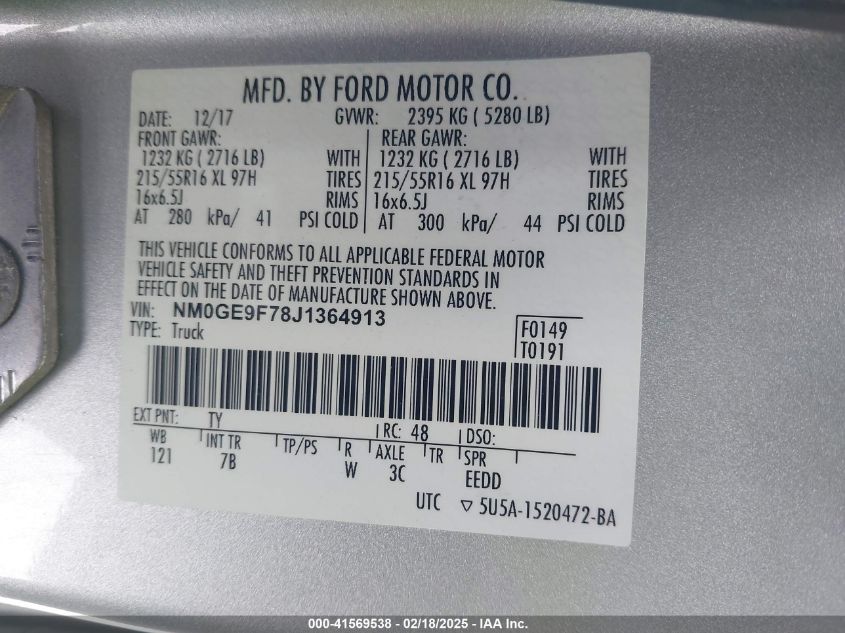 MFD. BY FORD MOTOR CO.
DATE: 12/17 GVWR: 2395 KG ( 5280 LB)
FRONT GAWR: REAR GAWR:
1232 KG ( 2716 LB) WITH 1232 KG ( 2716 LB) WITH
215/55R16 XL 97H TIRES 215/55R16 XL 97H TIRES
16x6.5J RIMS 16x6.5J RIMS
AT 280 kPa/ 41 PSI COLD AT 300 kPa/ 44 PSI COLD
THIS VEHICLE CONFORMS TO ALL APPLICABLE FEDERAL MOTOR
VEHICLE SAFETY AND THEFT PREVENTION STANDARDS IN
EFFECT ON THE DATE OF MANUFACTURE SHOWN ABOVE.
VIN: NM0GE9F78J1364913
TYPE: Truck
F0149
T0191
EXT PNT: TY RC: 48 DSO:
WB INT TR TP/PS R AXLE TR SPR
121 7B W 3C EEDD
UTC ▽ 5U5A-1520472-BA
000-41569538 - 02/18/2025 - IAA Inc.